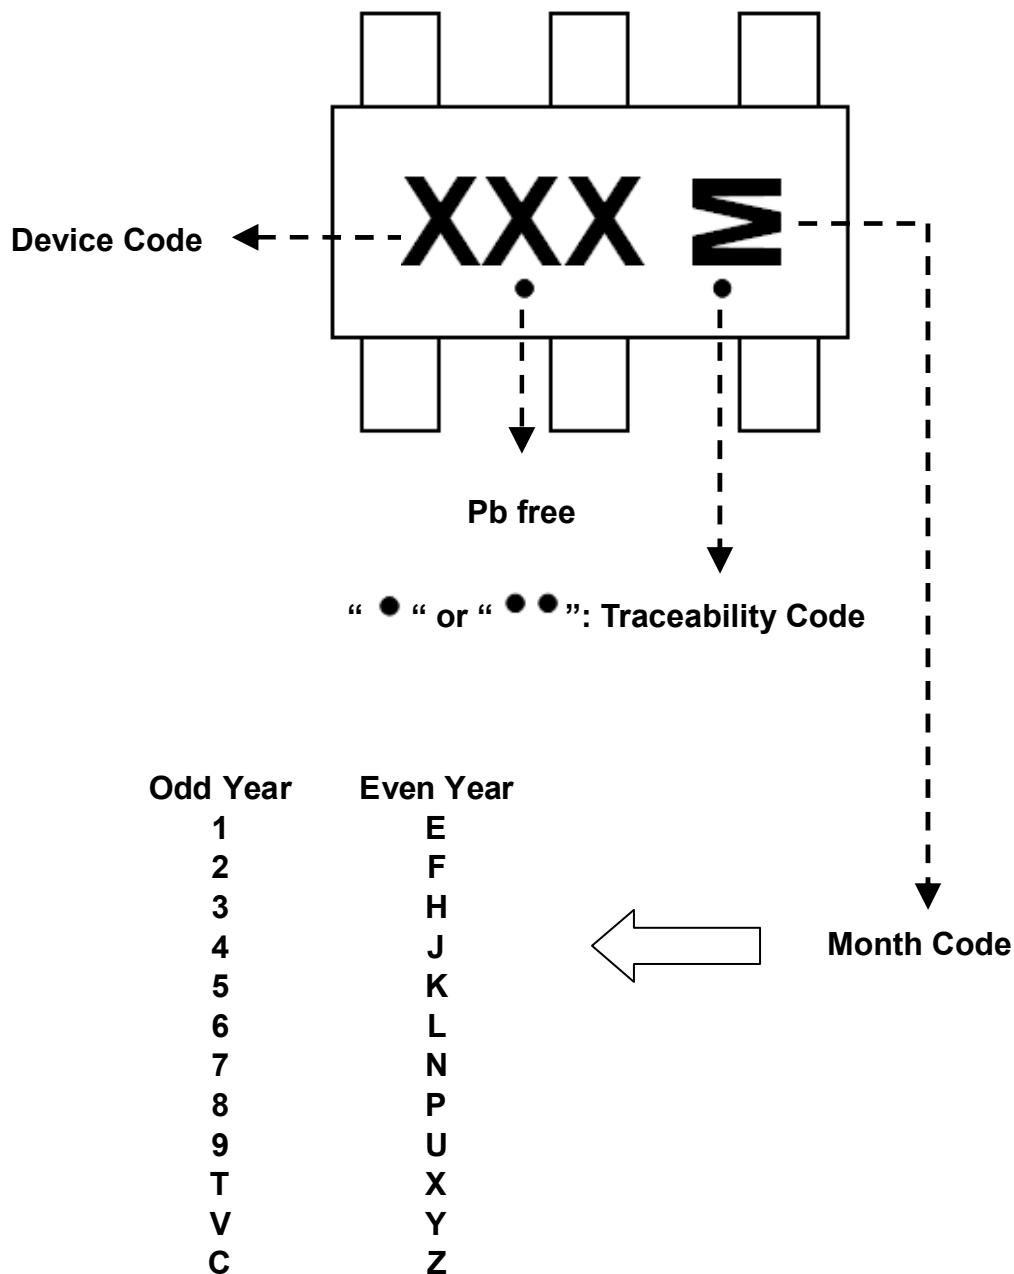 XXX M
Device Code
Pb free
“ • “ or “ • • ”: Traceability Code
Odd Year Even Year
1 E
2 F
3 H
4 J
Month Code
5 K
6 L
7 N
8 P
9 U
T X
V Y
C Z